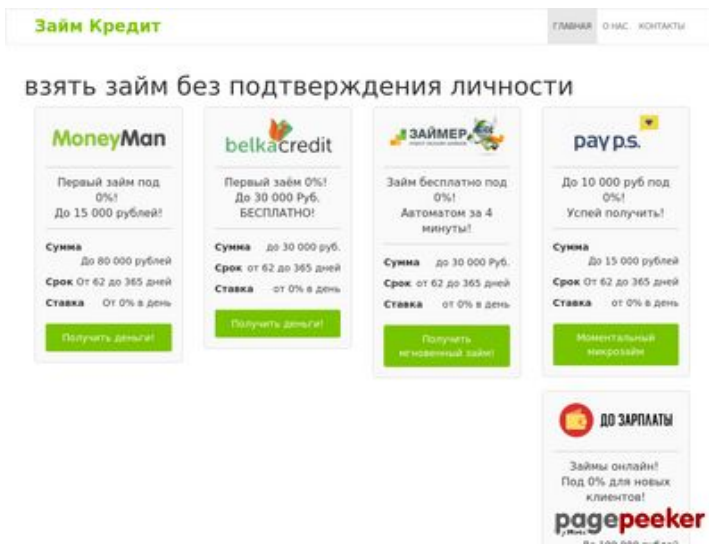 Займ Кредит
ГЛАВНАЯ О НАС КОНТАКТЫ
взять займ без подтверждения личности
MoneyMan
Первый займ под
0%!
До 15 000 рублей!
Сумма
До 80 000 рублей
Срок От 62 до 365 дней
Ставка От 0% в день
Получить деньги!
belkacredit
Первый заём 0%!
До 30 000 Руб.
БЕСПЛАТНО!
Сумма до 30 000 руб.
Срок от 62 до 365 дней
Ставка от 0% в день
Получить деньги!
ЗАЙМЕР
Займ бесплатно под
0%!
Автоматом за 4
минуты!
Сумма до 30 000 Руб.
Срок от 62 до 365 дней
Ставка от 0% в день
Получить
мгновенный займ!
pay p.s.
До 10 000 руб под
0%!
Успей получить!
Сумма
До 15 000 рублей
Срок От 62 до 365 дней
Ставка от 0% в день
Моментальный
микрозайм
ДО ЗАРПЛАТЫ
Займы онлайн!
Под 0% для новых
клиентов!
pagepeeker